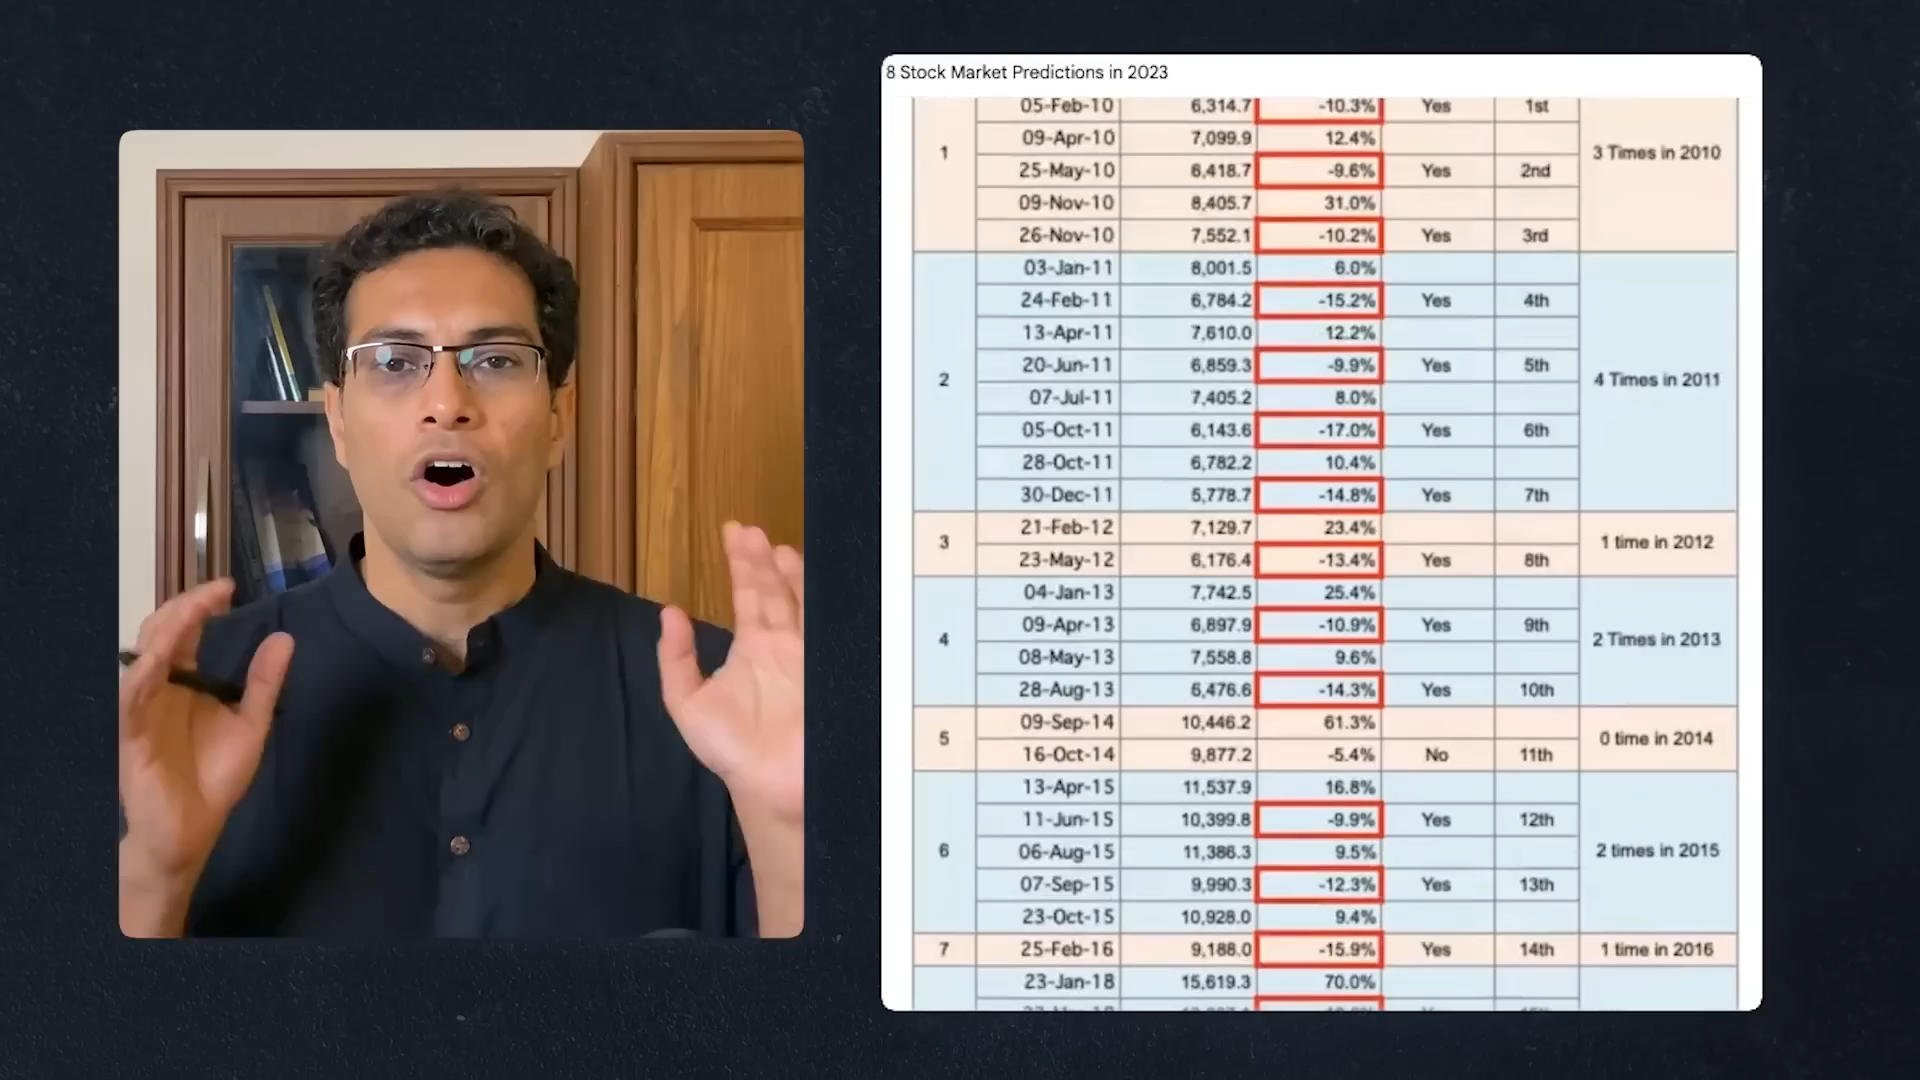 8 Stock Market Predictions in 2023
05-Feb-10 6,314.7 -10.3% Yes 1st
1 09-Apr-10 7,099.9 12.4% 3 Times in 2010
25-May-10 6,418.7 -9.6% Yes 2nd
09-Nov-10 8,405.7 31.0%
26-Nov-10 7,552.1 -10.2% Yes 3rd
03-Jan-11 8,001.5 6.0%
24-Feb-11 6,784.2 -15.2% Yes 4th
13-Apr-11 7,610.0 12.2%
2 20-Jun-11 6,859.3 -9.9% Yes 5th 4 Times in 2011
07-Jul-11 7,405.2 8.0%
05-Oct-11 6,143.6 -17.0% Yes 6th
28-Oct-11 6,782.2 10.4%
30-Dec-11 5,778.7 -14.8% Yes 7th
3 21-Feb-12 7,129.7 23.4% 1 time in 2012
23-May-12 6,176.4 -13.4% Yes 8th
04-Jan-13 7,742.5 25.4%
4 09-Apr-13 6,897.9 -10.9% Yes 9th 2 Times in 2013
08-May-13 7,558.8 9.6%
28-Aug-13 6,476.6 -14.3% Yes 10th
5 09-Sep-14 10,446.2 61.3% 0 time in 2014
16-Oct-14 9,877.2 -5.4% No 11th
13-Apr-15 11,537.9 16.8%
11-Jun-15 10,399.8 -9.9% Yes 12th
6 06-Aug-15 11,386.3 9.5% 2 times in 2015
07-Sep-15 9,990.3 -12.3% Yes 13th
23-Oct-15 10,928.0 9.4%
7 25-Feb-16 9,188.0 -15.9% Yes 14th 1 time in 2016
23-Jan-18 15,619.3 70.0%